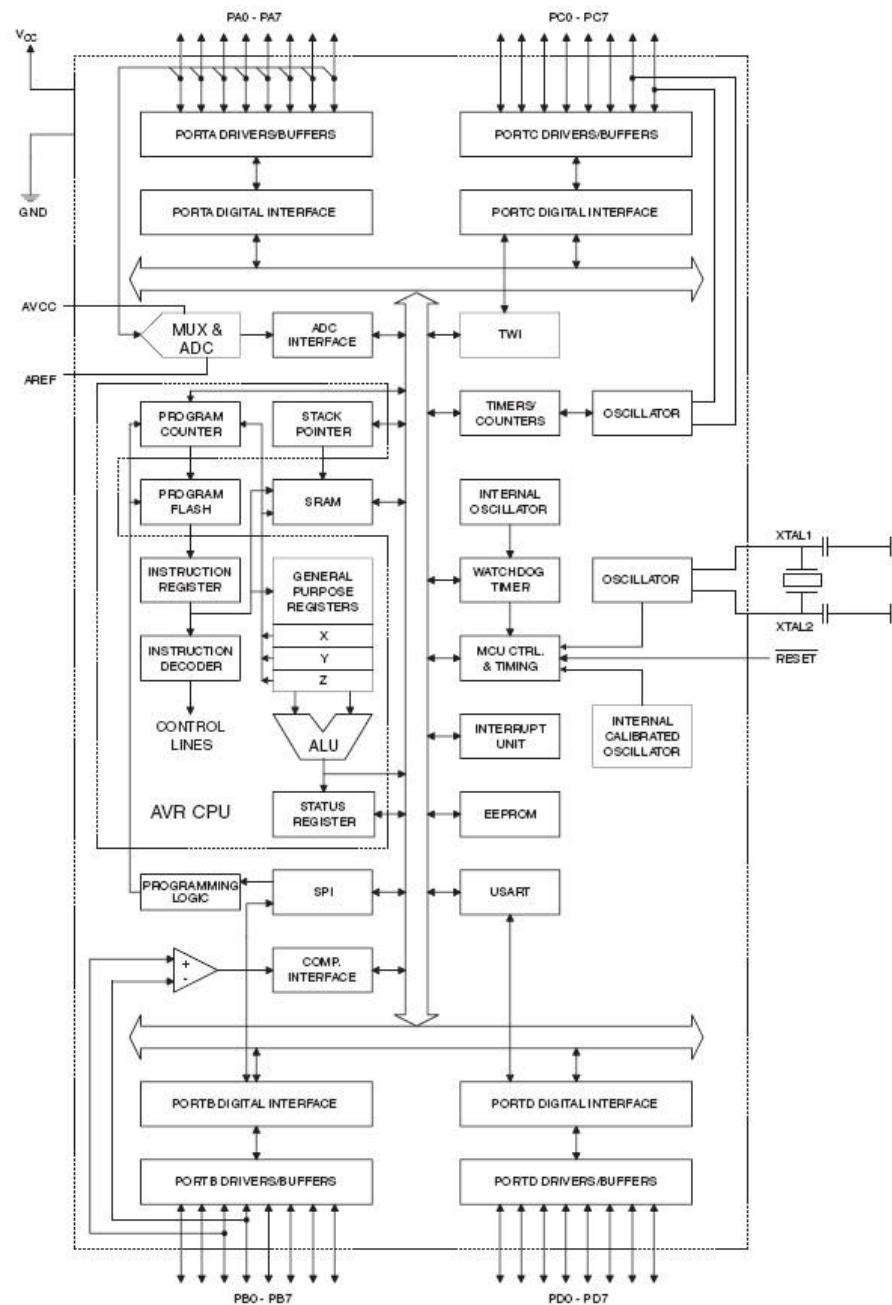 PA0 - PA7
PC0 - PC7
VCC
PORTA DRIVERS/BUFFERS
PORTC DRIVERS/BUFFERS
GND
PORTA DIGITAL INTERFACE
PORTC DIGITAL INTERFACE
AVCC
MUX &
ADC
ADC
INTERFACE
TWI
AREF
PROGRAM
COUNTER
STACK
POINTER
TIMERS/
COUNTERS
OSCILLATOR
PROGRAM
FLASH
SRAM
INTERNAL
OSCILLATOR
XTAL1
INSTRUCTION
REGISTER
GENERAL
PURPOSE
REGISTERS
WATCHDOG
TIMER
OSCILLATOR
XTAL2
X
INSTRUCTION
DECODER
Y
MCU CTRL.
& TIMING
RESET
Z
CONTROL
LINES
ALU
INTERRUPT
UNIT
INTERNAL
CALIBRATED
OSCILLATOR
AVR CPU
STATUS
REGISTER
EEPROM
PROGRAMMING
LOGIC
SPI
USART
+
-
COMP.
INTERFACE
PORTB DIGITAL INTERFACE
PORTD DIGITAL INTERFACE
PORTB DRIVERS/BUFFERS
PORTD DRIVERS/BUFFERS
PB0 - PB7
PD0 - PD7